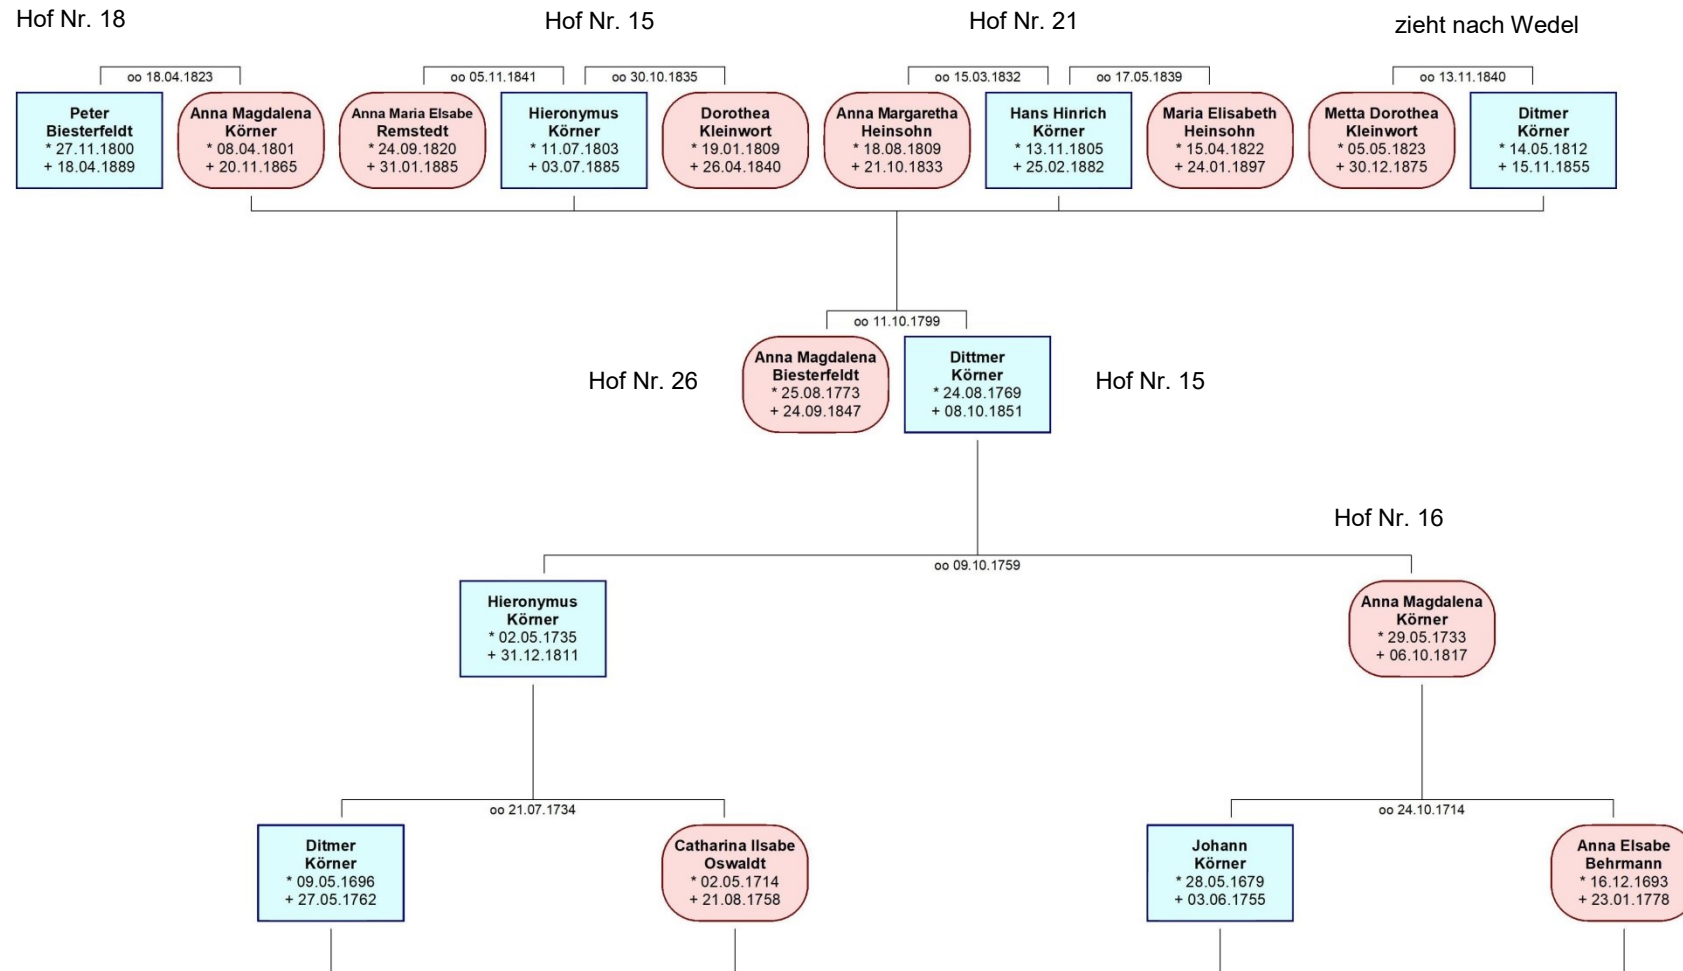 Hof Nr. 18
Hof Nr. 15
Hof Nr. 21
zieht nach Wedel
oo 18.04.1823
oo 05.11.1841
oo 30.10.1835
oo 15.03.1832
oo 17.05.1839
oo 13.11.1840
Peter
Biesterfeldt
* 27.11.1800
+ 18.04.1889
Anna Magdalena
Körner
* 08.04.1801
+ 20.11.1865
Anna Maria Elsabe
Remstedt
* 24.09.1820
+ 31.01.1885
Hieronymus
Körner
* 11.07.1803
+ 03.07.1885
Dorothea
Kleinwort
* 19.01.1809
+ 26.04.1840
Anna Margaretha
Heinsohn
* 18.08.1809
+ 21.10.1833
Hans Hinrich
Körner
* 13.11.1805
+ 25.02.1882
Maria Elisabeth
Heinsohn
* 15.04.1822
+ 24.01.1897
Metta Dorothea
Kleinwort
* 05.05.1823
+ 30.12.1875
Ditmer
Körner
* 14.05.1812
+ 15.11.1855
oo 11.10.1799
Hof Nr. 26
Anna Magdalena
Biesterfeldt
* 25.08.1773
+ 24.09.1847
Dittmer
Körner
* 24.08.1769
+ 08.10.1851
Hof Nr. 15
Hof Nr. 16
oo 09.10.1759
Hieronymus
Körner
* 02.05.1735
+ 31.12.1811
Anna Magdalena
Körner
* 29.05.1733
+ 06.10.1817
oo 21.07.1734
oo 24.10.1714
Ditmer
Körner
* 09.05.1696
+ 27.05.1762
Catharina Ilsabe
Oswaldt
* 02.05.1714
+ 21.08.1758
Johann
Körner
* 28.05.1679
+ 03.06.1755
Anna Elsabe
Behrmann
* 16.12.1693
+ 23.01.1778